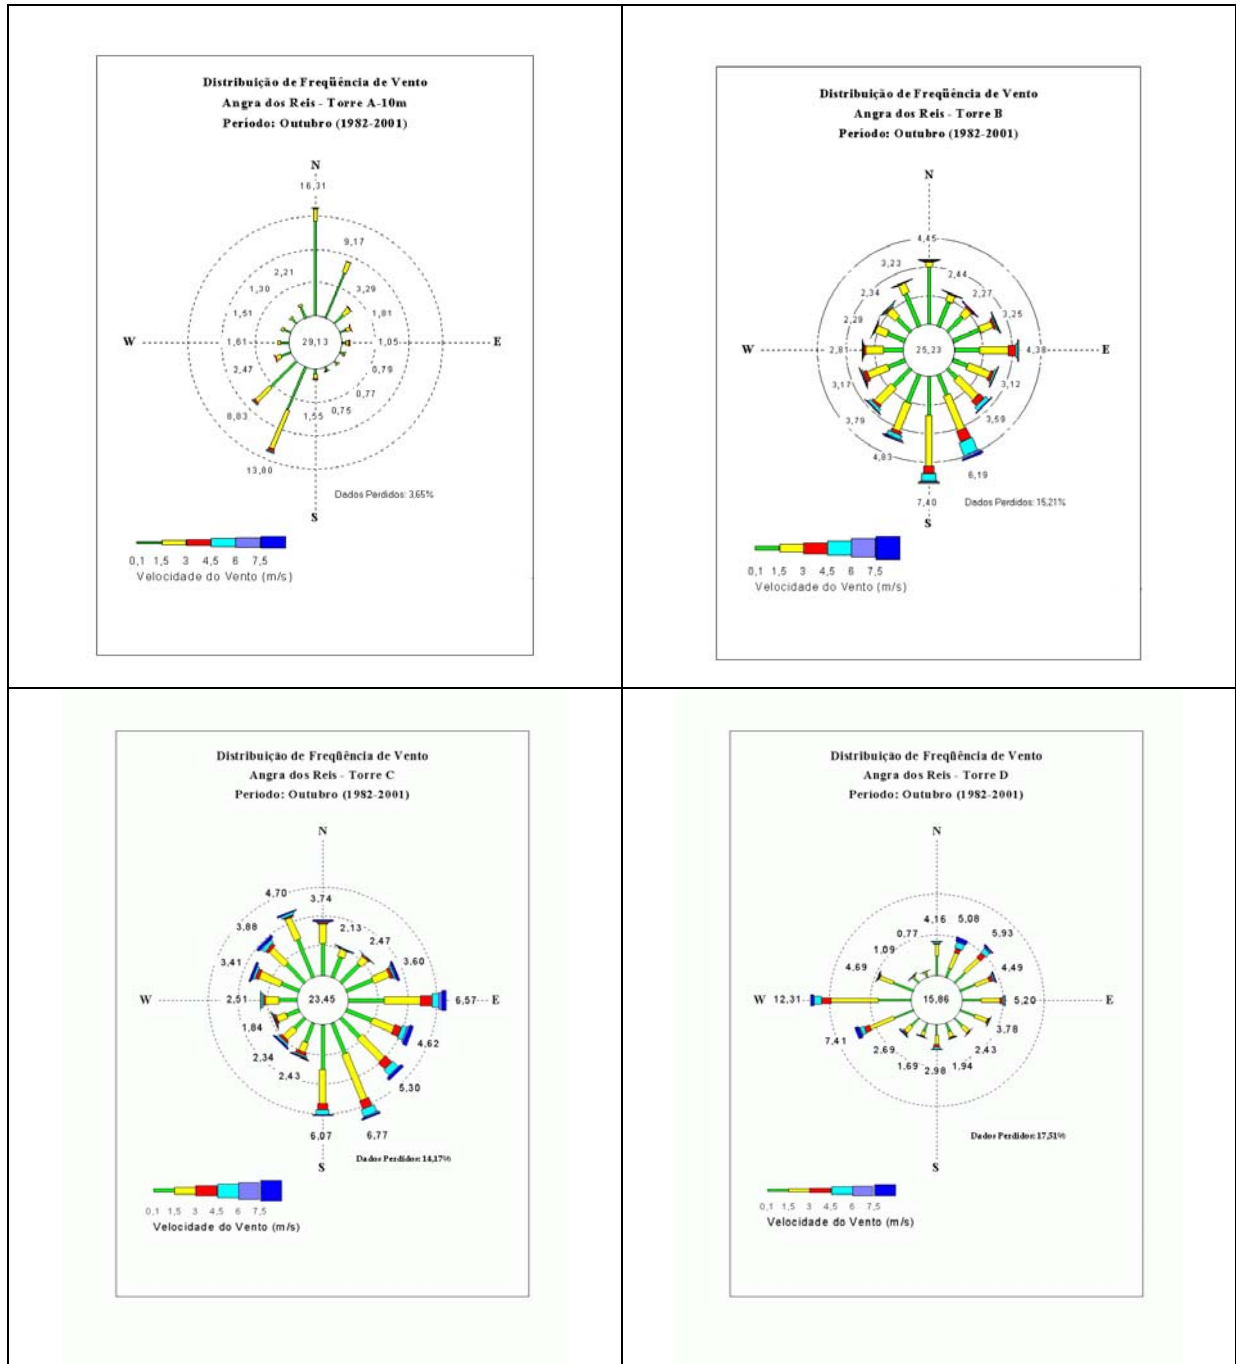 Distribuição de Freqüência de Vento
Angra dos Reis - Torre A-10m
Período: Outubro (1982-2001)
N
16,31
9,17
2,21
3,29
1,30
1,51
1,81
W
1,61
29,13
1,05
E
2,47
0,79
0,77
8,83
1,55
0,75
13,80
Dados Perdidos: 3,65%
S
0,1 1,5 3 4,5 6 7,5
Velocidade do Vento (m/s)
Distribuição de Freqüência de Vento
Angra dos Reis - Torre B
Período: Outubro (1982-2001)
N
4,45
3,23
2,44
2,34
2,27
2,29
3,25
W
2,81
25,23
4,38
E
3,17
3,12
3,79
3,59
4,83
6,19
7,40
Dados Perdidos: 15,21%
S
0,1 1,5 3 4,5 6 7,5
Velocidade do Vento (m/s)
Distribuição de Freqüência de Vento
Angra dos Reis - Torre C
Período: Outubro (1982-2001)
N
4,70
3,74
3,88
2,13
2,47
3,41
3,60
W
2,51
23,45
6,57
E
1,84
4,62
2,34
2,43
5,30
6,07
6,77
Dados Perdidos: 14,17%
S
0,1 1,5 3 4,5 6 7,5
Velocidade do Vento (m/s)
Distribuição de Freqüência de Vento
Angra dos Reis - Torre D
Período: Outubro (1982-2001)
N
4,16
5,08
0,77
5,93
1,09
4,69
4,49
W
12,31
15,86
5,20
E
7,41
3,78
2,69
2,43
1,69
2,98
1,94
Dados Perdidos: 17,51%
S
0,1 1,5 3 4,5 6 7,5
Velocidade do Vento (m/s)